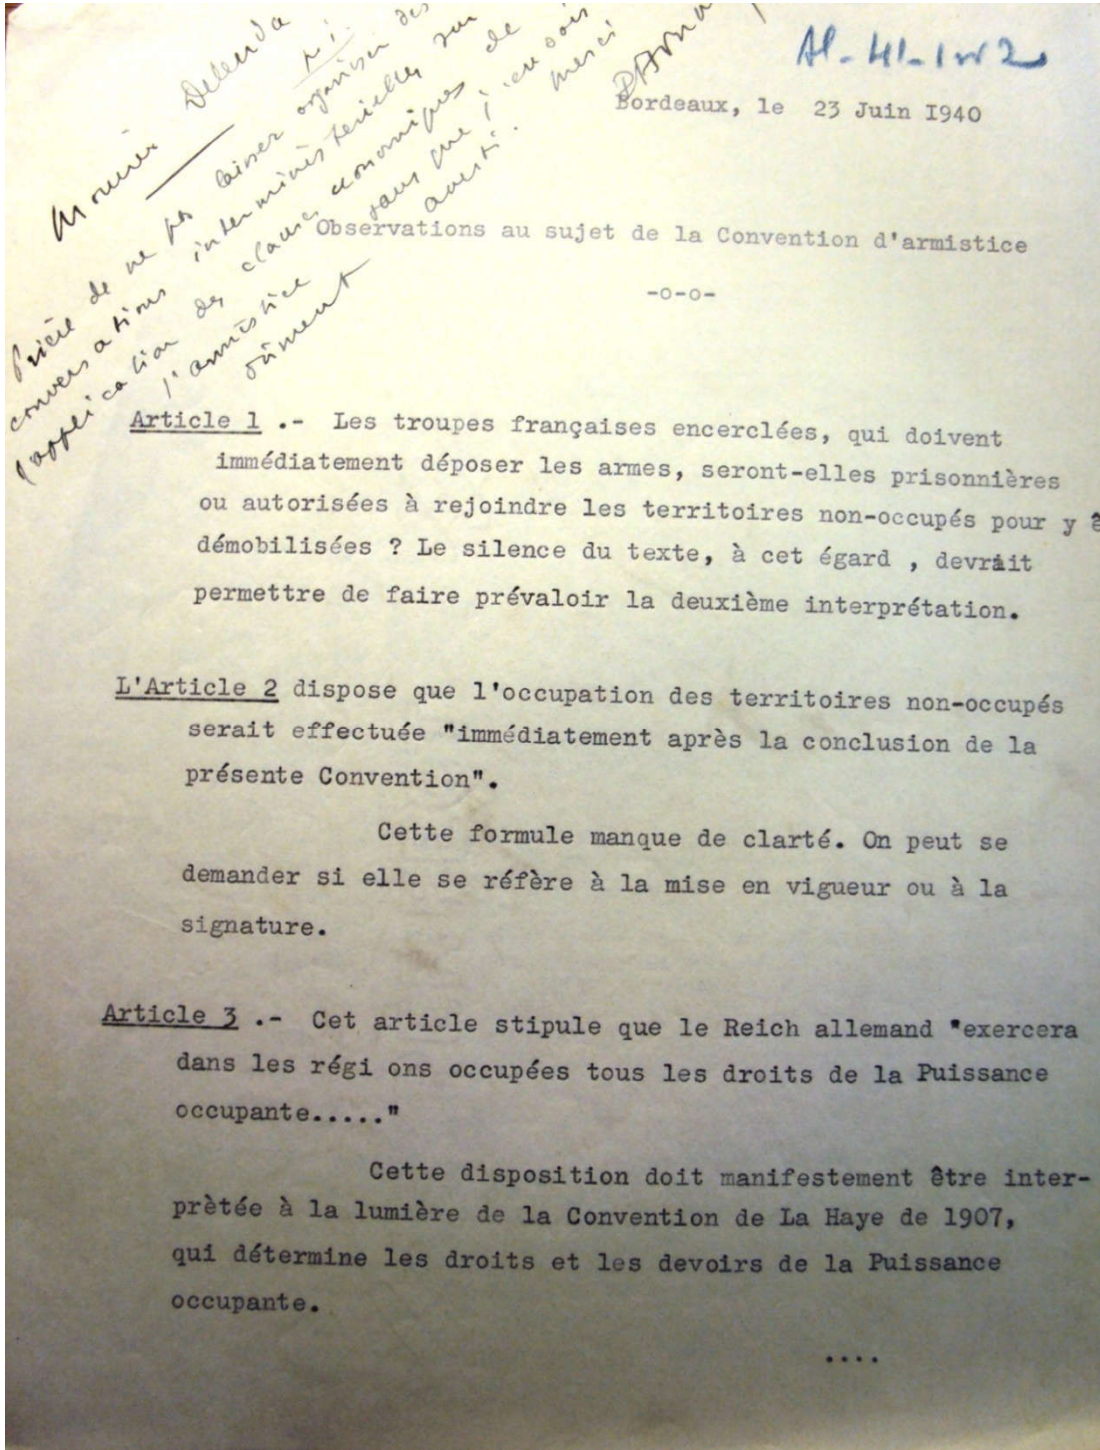 Al-41-1 
Monsieur Delenda
Prière de ne pas laisser organiser des
conversations interministerielles sur
l'application des clauses economiques de
l'armistice sans que j'en sois
dûment averti. merci
Bordeaux, le 23 Juin I940
Observations au sujet de la Convention d'armistice
-o-o-
Article 1 .- Les troupes françaises encerclées, qui doivent
immédiatement déposer les armes, seront-elles prisonnières
ou autorisées à rejoindre les territoires non-occupés pour y ê
démobilisées ? Le silence du texte, à cet égard , devrait
permettre de faire prévaloir la deuxième interprétation.
L'Article 2 dispose que l'occupation des territoires non-occupés
serait effectuée "immédiatement après la conclusion de la
présente Convention".
Cette formule manque de clarté. On peut se
demander si elle se réfère à la mise en vigueur ou à la
signature.
Article 3 .- Cet article stipule que le Reich allemand "exercera
dans les régi ons occupées tous les droits de la Puissance
occupante....."
Cette disposition doit manifestement être inter-
prètée à la lumière de la Convention de La Haye de 1907,
qui détermine les droits et les devoirs de la Puissance
occupante.
....